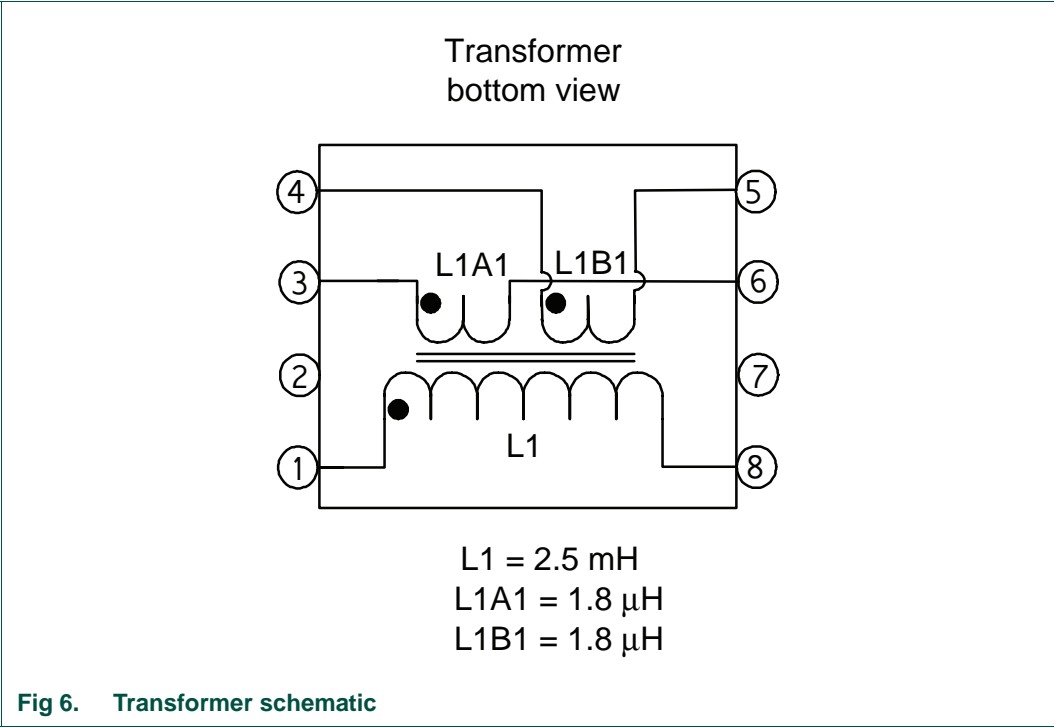 Transformer
bottom view
4
5
L1A1 L1B1
3
6
2
7
L1
1
8
L1 = 2.5 mH
L1A1 = 1.8 μH
L1B1 = 1.8 μH
Fig 6. Transformer schematic